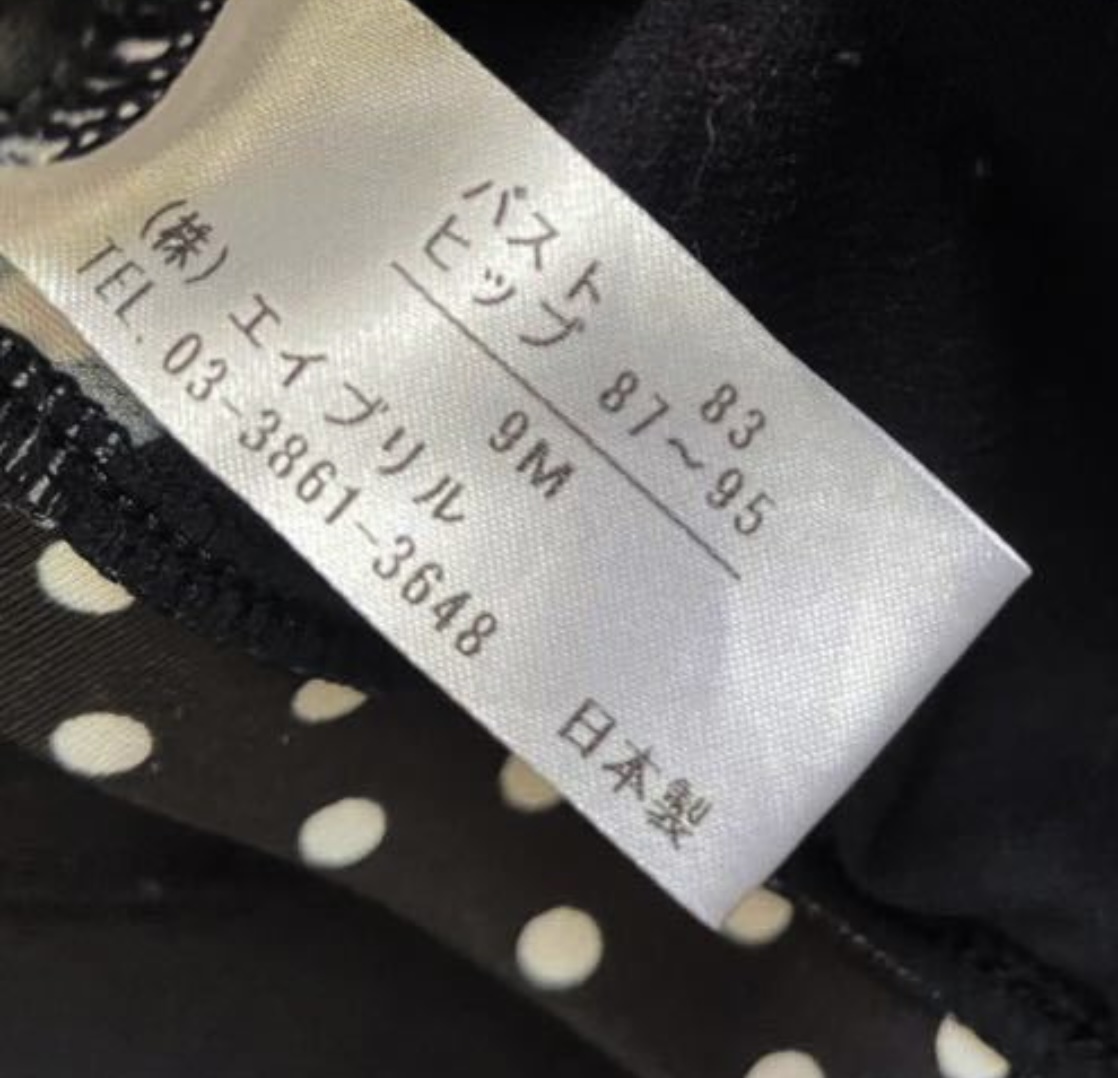 バスト 83
ヒップ 87～95
9M
(株) エイブリル
TEL. 03-3861-3648
日本製